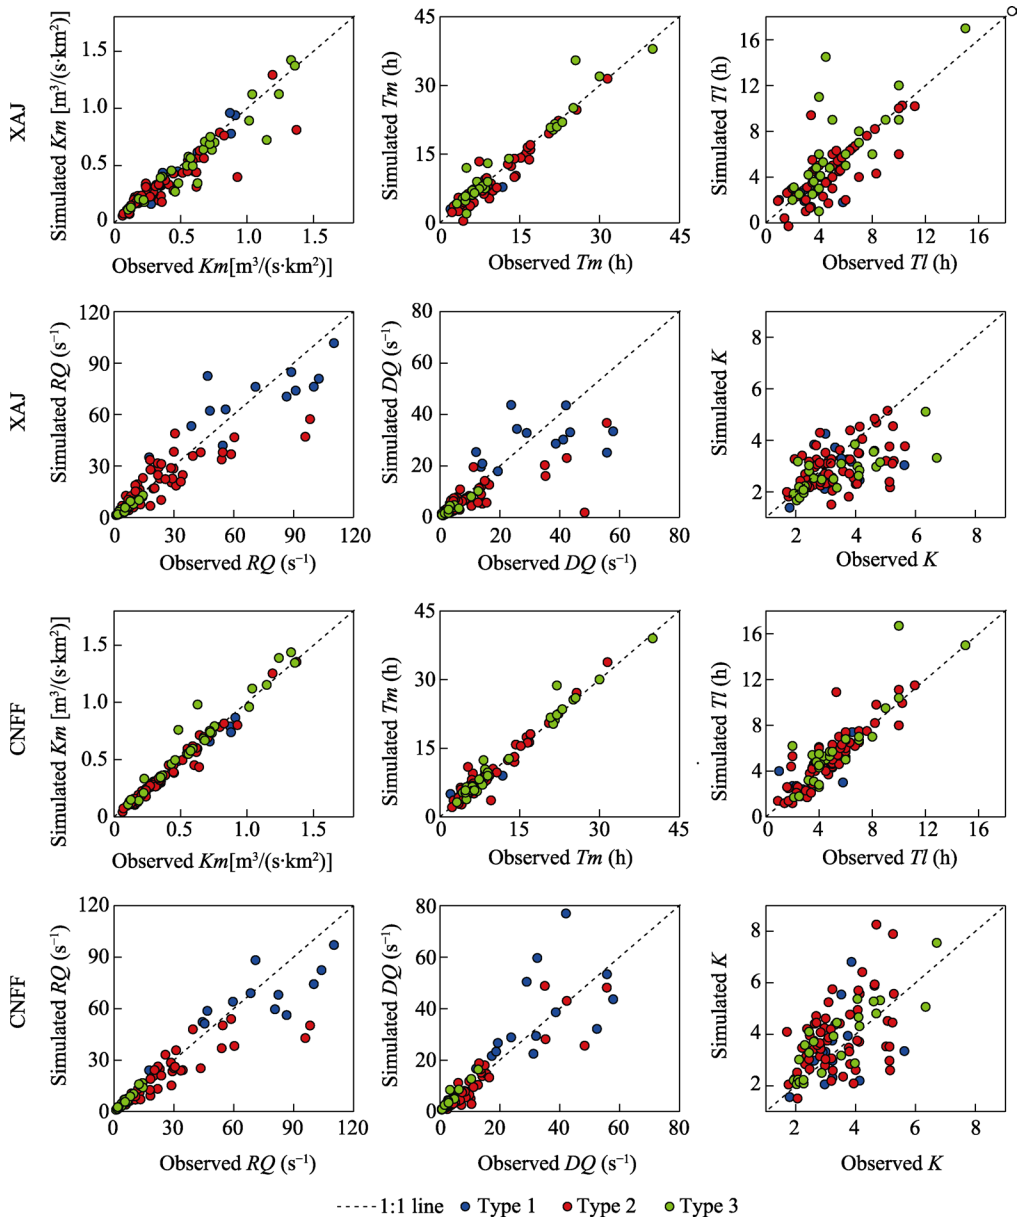 XAJ
Simulated Km [m³/(s·km²)]
1.5
1.0
0.5
0
0 0.5 1.0 1.5
Observed Km[m³/(s·km²)]
Simulated Tm (h)
45
30
15
0
0 15 30 45
Observed Tm (h)
Simulated Tl (h)
16
12
8
4
0
0 4 8 12 16
Observed Tl (h)
XAJ
Simulated RQ (s⁻¹)
120
90
60
30
0
0 30 60 90 120
Observed RQ (s⁻¹)
Simulated DQ (s⁻¹)
80
60
40
20
0
0 20 40 60 80
Observed DQ (s⁻¹)
Simulated K
8
6
4
2
2 4 6 8
Observed K
CNFF
Simulated Km [m³/(s·km²)]
1.5
1.0
0.5
0
0 0.5 1.0 1.5
Observed Km[m³/(s·km²)]
Simulated Tm (h)
45
30
15
0
0 15 30 45
Observed Tm (h)
Simulated Tl (h)
16
12
8
4
0
0 4 8 12 16
Observed Tl (h)
CNFF
Simulated RQ (s⁻¹)
120
90
60
30
0
0 30 60 90 120
Observed RQ (s⁻¹)
Simulated DQ (s⁻¹)
80
60
40
20
0
0 20 40 60 80
Observed DQ (s⁻¹)
Simulated K
8
6
4
2
2 4 6 8
Observed K
1:1 line Type 1 Type 2 Type 3